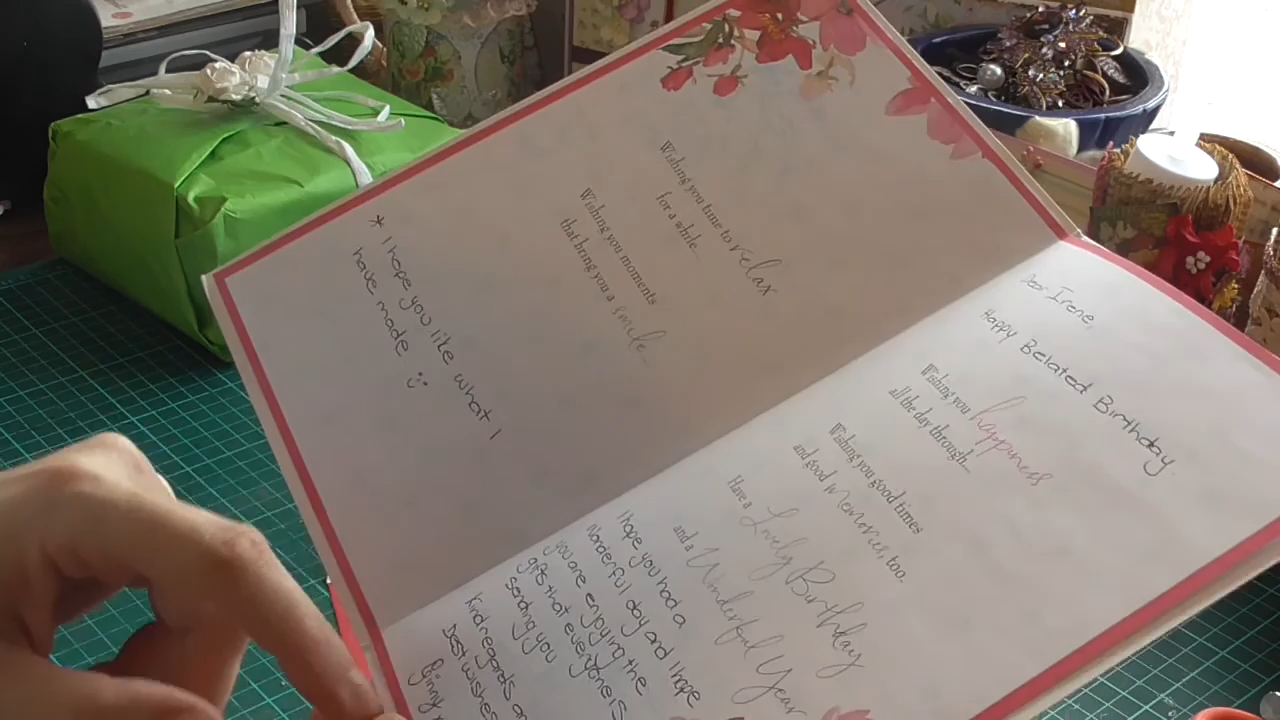 Wishing you time to relax
for a while...
Wishing you moments
that bring you a smile...
* I hope you like what I
have made
Dear Irene,
Happy Belated Birthday
Wishing you happiness
all the day through...
Wishing you good times
and good memories, too.
Have a Lovely Birthday
and a Wonderful Year
I hope you had a
Wonderful day and I hope
you are enjoying the
gifts that everyone is
sending you
Kind regards
Best wishes
Ginny